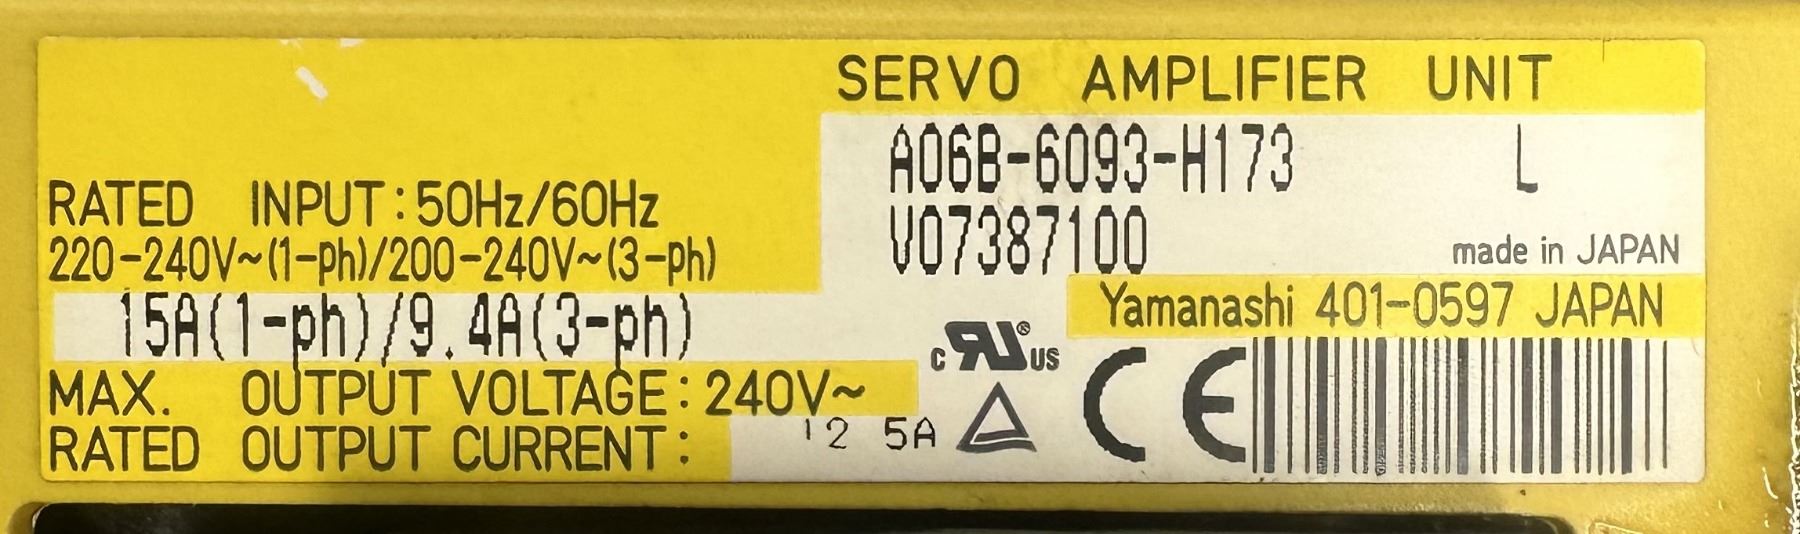 SERVO AMPLIFIER UNIT
A06B-6093-H173 L
V07387100
made in JAPAN
Yamanashi 401-0597 JAPAN
RATED INPUT:50Hz/60Hz
220-240V~(1-ph)/200-240V~(3-ph)
15A(1-ph)/9.4A(3-ph)
MAX. OUTPUT VOLTAGE:240V~
RATED OUTPUT CURRENT: 12 5A
c RU® US
CE